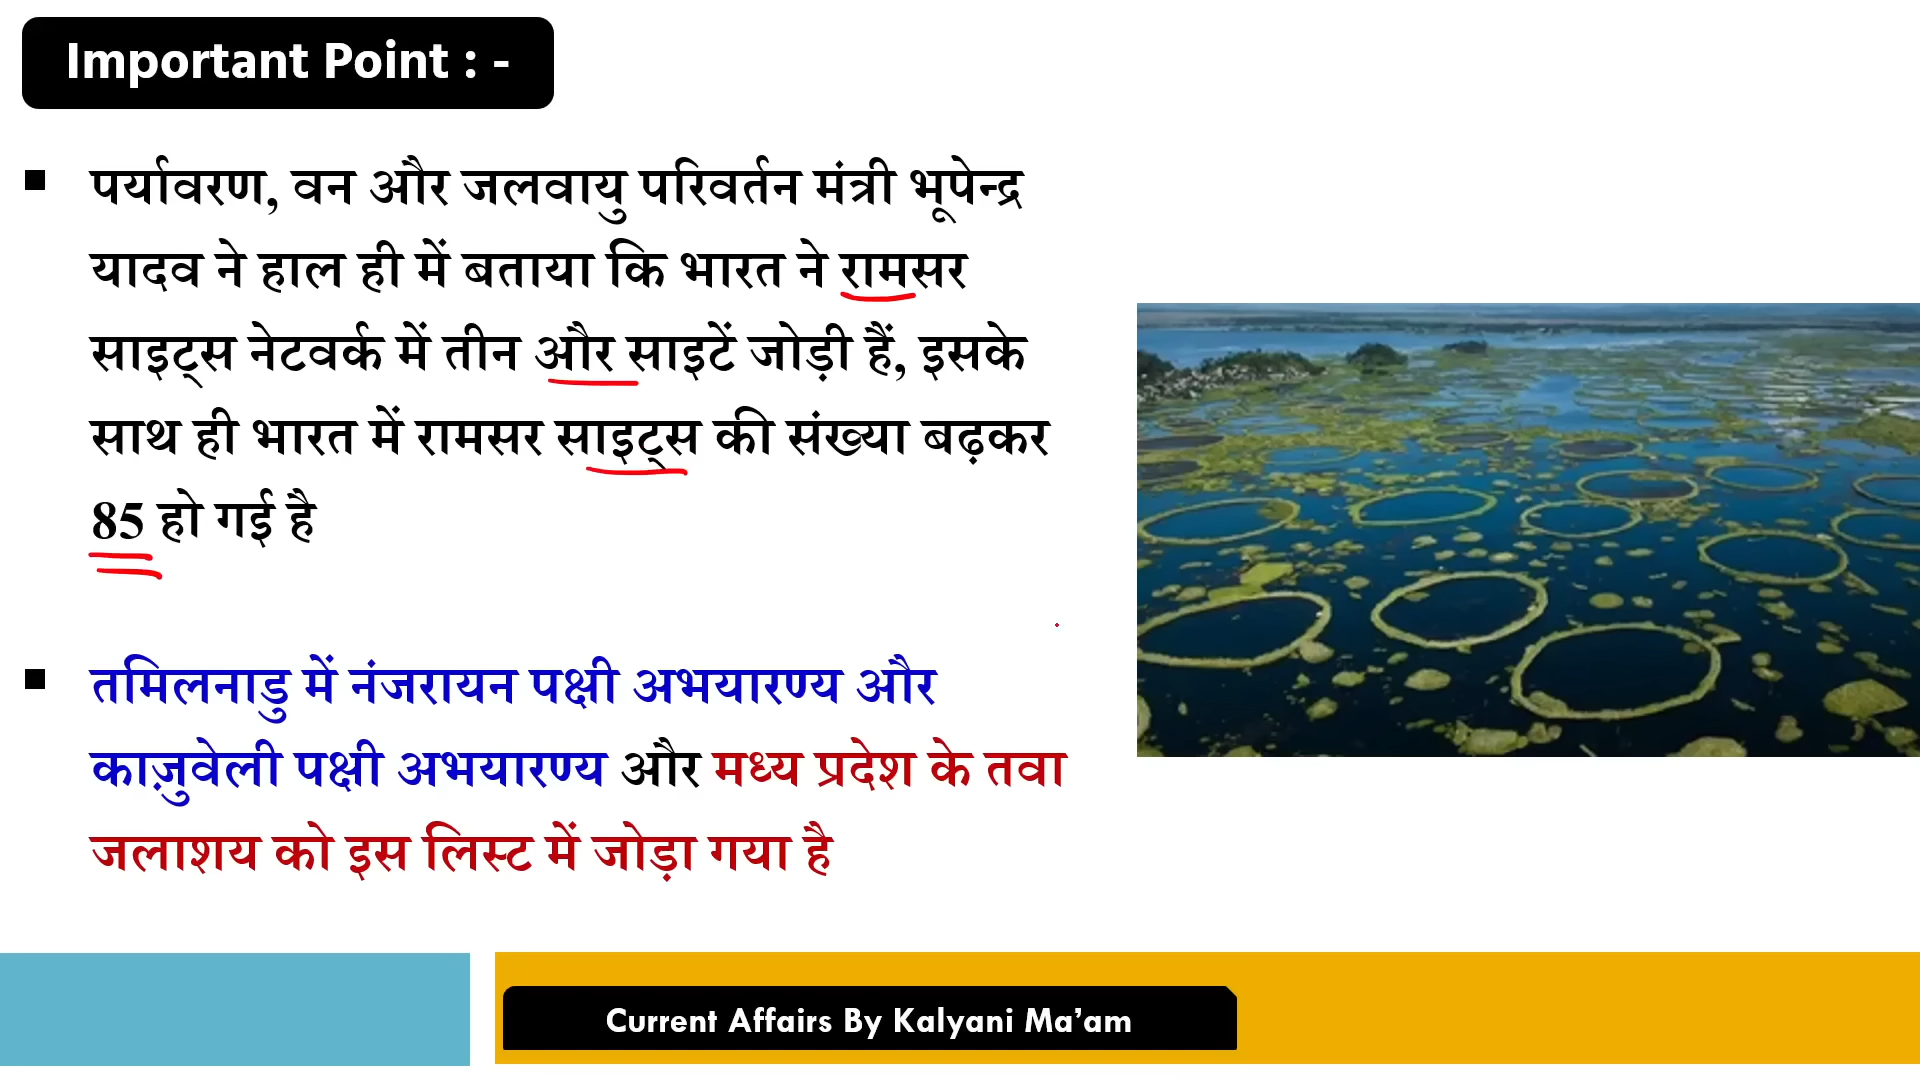 Important Point : -
पर्यावरण, वन और जलवायु परिवर्तन मंत्री भूपेन्द्र
यादव ने हाल ही में बताया कि भारत ने रामसर
साइट्स नेटवर्क में तीन और साइटें जोड़ी हैं, इसके
साथ ही भारत में रामसर साइट्स की संख्या बढ़कर
85 हो गई है
तमिलनाडु में नंजरायन पक्षी अभयारण्य और
काज़ुवेली पक्षी अभयारण्य और मध्य प्रदेश के तवा
जलाशय को इस लिस्ट में जोड़ा गया है
Current Affairs By Kalyani Ma’am